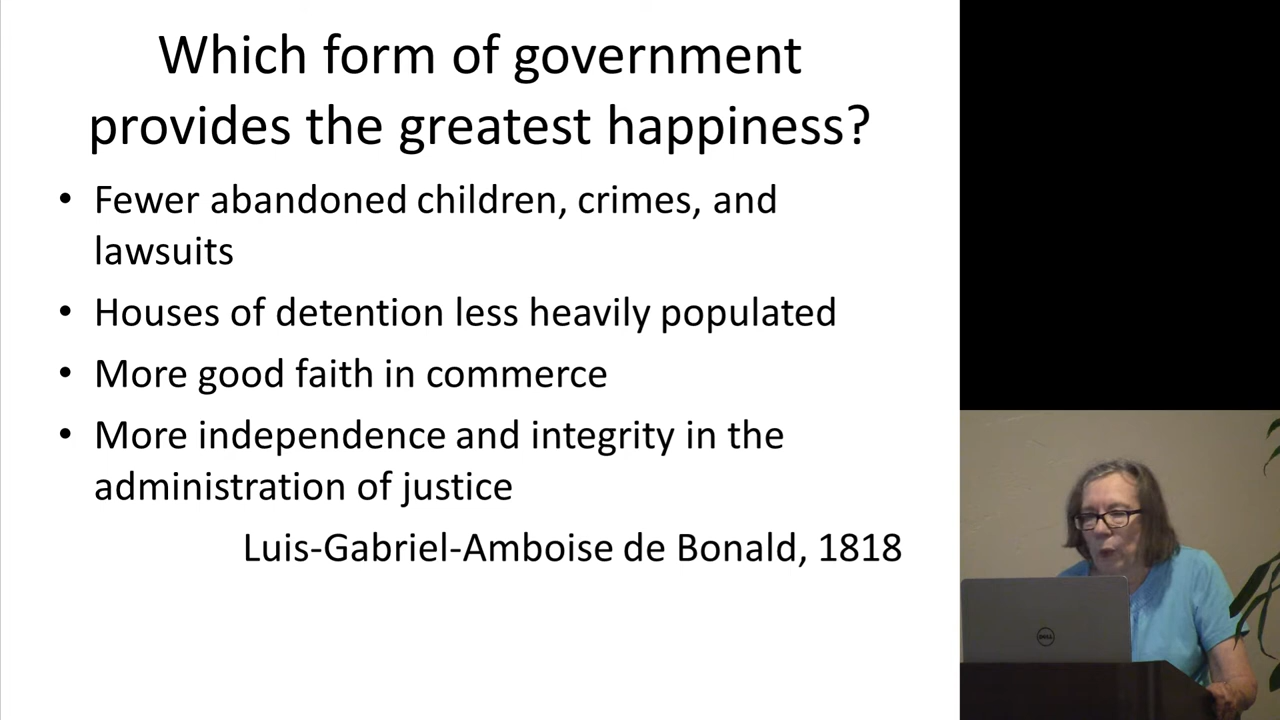 Which form of government
provides the greatest happiness?
• Fewer abandoned children, crimes, and
lawsuits
• Houses of detention less heavily populated
• More good faith in commerce
• More independence and integrity in the
administration of justice
Luis-Gabriel-Amboise de Bonald, 1818
DELL